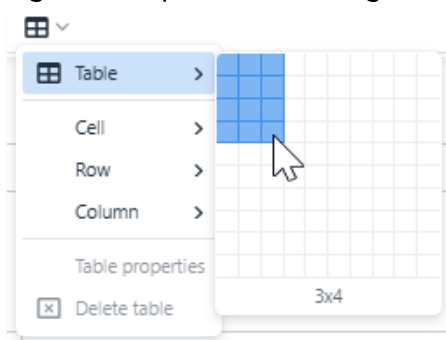 Table
Cell
Row
Column
Table properties
Delete table
3x4